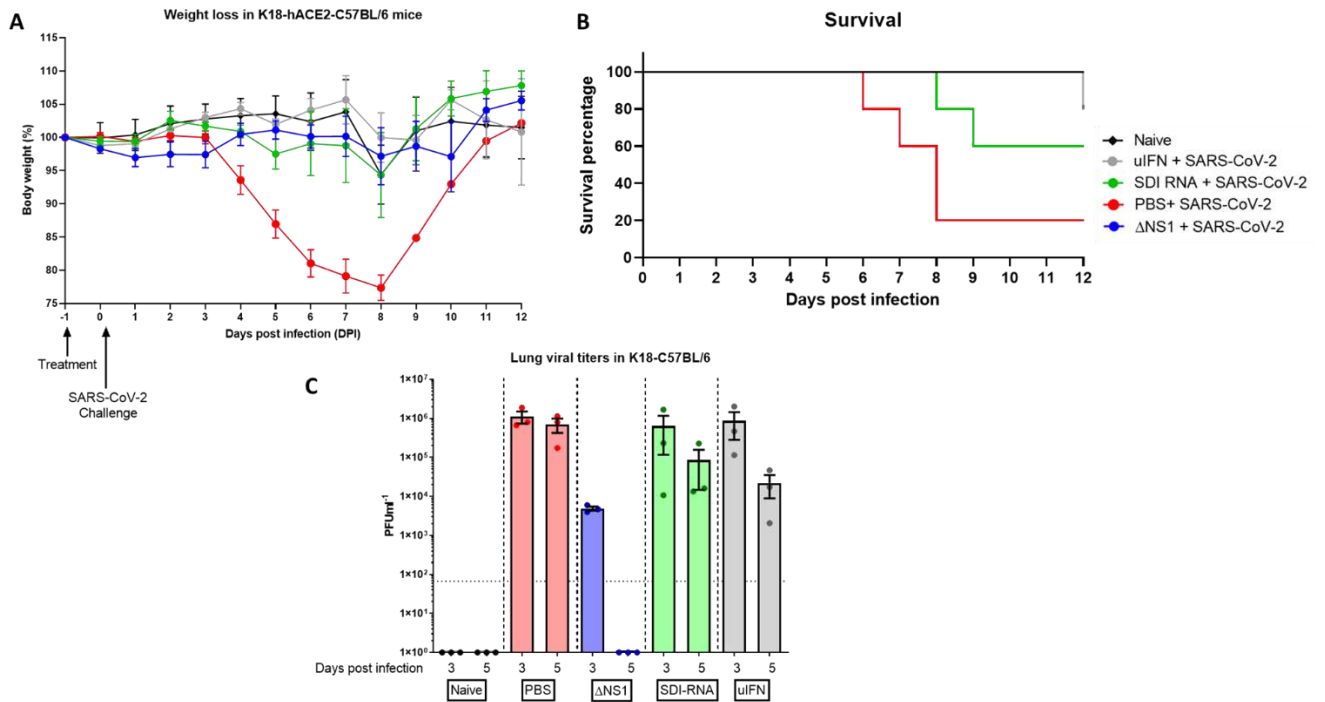 A
Weight loss in K18-hACE2-C57BL/6 mice
Body weight (%)
115
110
105
100
95
90
85
80
75
-1 0 1 2 3 4 5 6 7 8 9 10 11 12
Days post infection (DPI)
Treatment
SARS-CoV-2
Challenge
B
Survival
Survival percentage
100
80
60
40
20
0
0 1 2 3 4 5 6 7 8 9 10 11 12
Days post infection
Naive
uIFN + SARS-CoV-2
SDI RNA + SARS-CoV-2
PBS+ SARS-CoV-2
ΔNS1 + SARS-CoV-2
C
Lung viral titers in K18-C57BL/6
PFUml-1
1×10⁷
1×10⁶
1×10⁵
1×10⁴
1×10³
1×10²
1×10¹
1×10⁰
Days post infection 3 5 3 5 3 5 3 5 3 5
Naive PBS ΔNS1 SDI-RNA uIFN